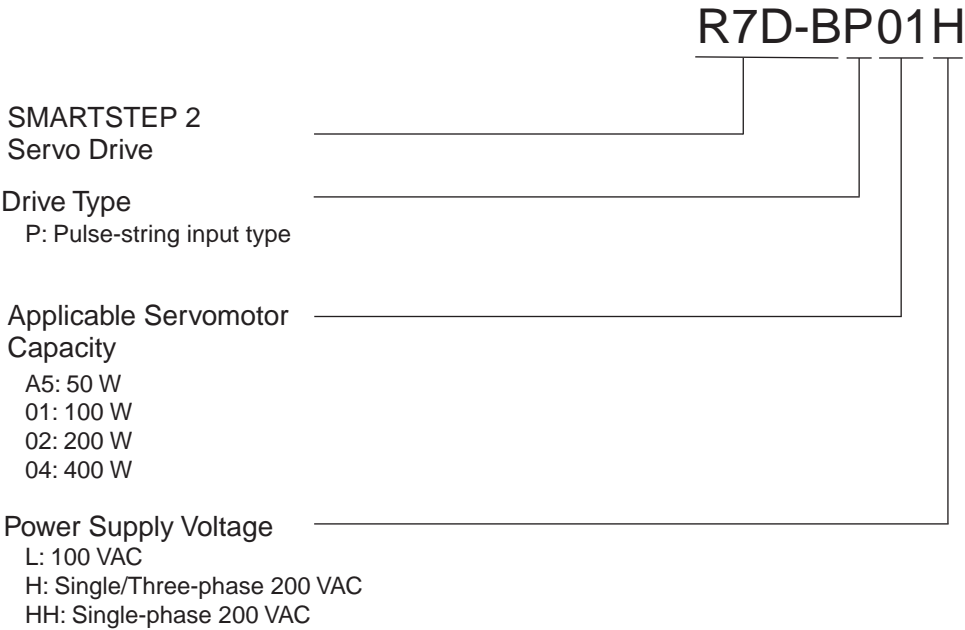 R7D-BP01H
SMARTSTEP 2
Servo Drive
Drive Type
P: Pulse-string input type
Applicable Servomotor
Capacity
A5: 50 W
01: 100 W
02: 200 W
04: 400 W
Power Supply Voltage
L: 100 VAC
H: Single/Three-phase 200 VAC
HH: Single-phase 200 VAC